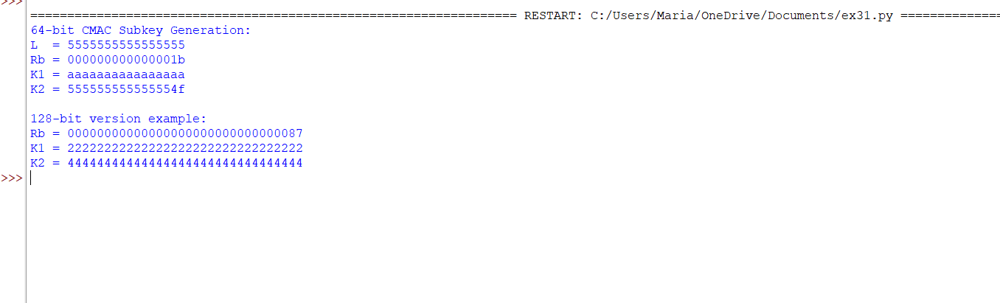 >>>
================================================================== RESTART: C:/Users/Maria/OneDrive/Documents/ex31.py ==============
64-bit CMAC Subkey Generation:
L  = 5555555555555555
Rb = 000000000000001b
K1 = aaaaaaaaaaaaaaaa
K2 = 555555555555554f
128-bit version example:
Rb = 00000000000000000000000000000087
K1 = 22222222222222222222222222222222
K2 = 44444444444444444444444444444444
>>>